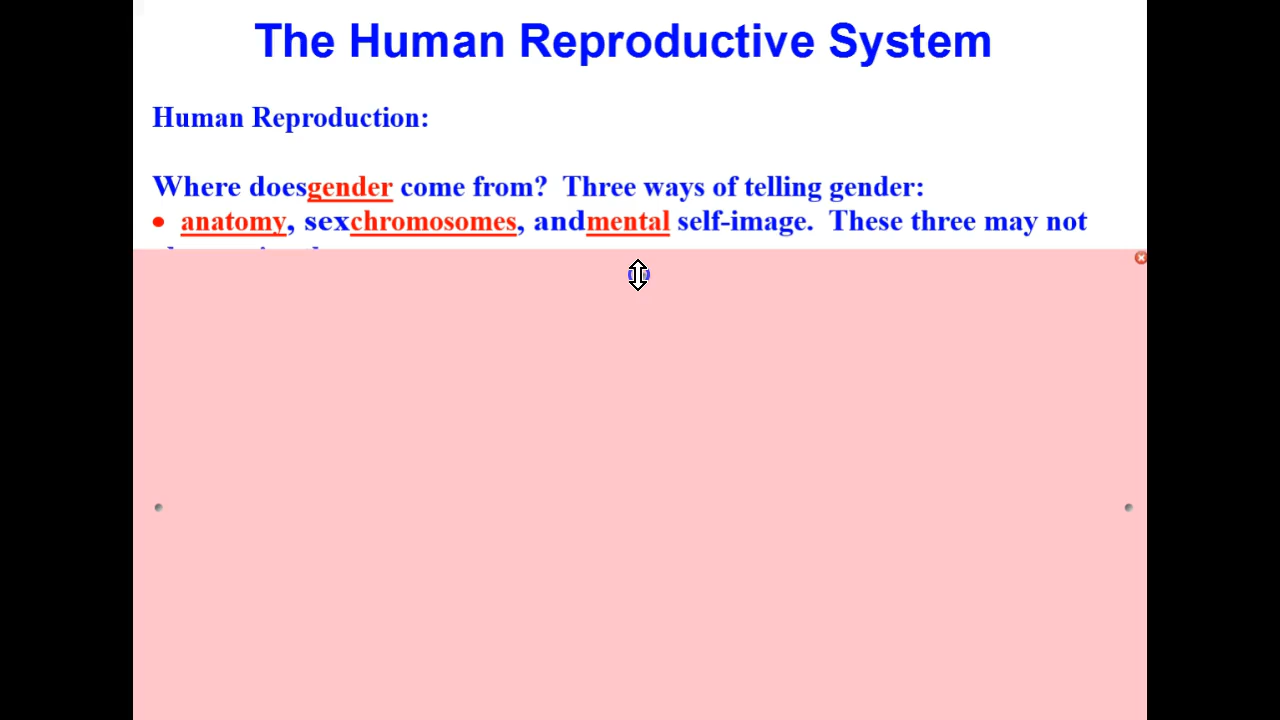 The Human Reproductive System
Human Reproduction:
Where doesgender come from?  Three ways of telling gender:
• anatomy, sexchromosomes, andmental self-image.  These three may not